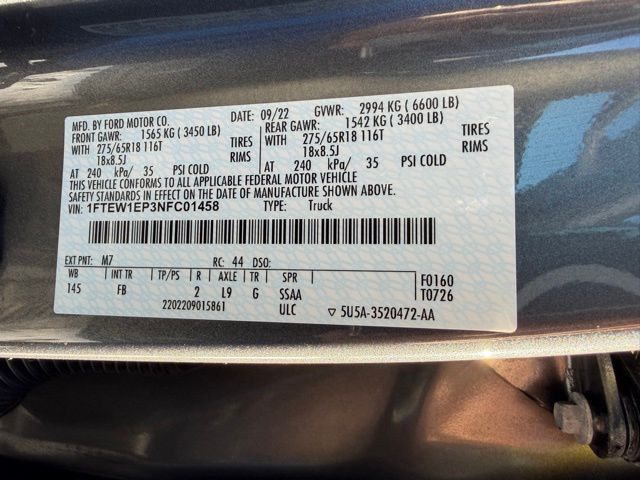 MFD. BY FORD MOTOR CO. DATE: 09/22 GVWR: 2994 KG ( 6600 LB)
FRONT GAWR: 1565 KG ( 3450 LB) REAR GAWR: 1542 KG ( 3400 LB)
WITH 275/65R18 116T TIRES WITH 275/65R18 116T TIRES
18x8.5J RIMS 18x8.5J RIMS
AT 240 kPa/ 35 PSI COLD AT 240 kPa/ 35 PSI COLD
THIS VEHICLE CONFORMS TO ALL APPLICABLE FEDERAL MOTOR VEHICLE
SAFETY STANDARDS IN EFFECT ON THE DATE OF MANUFACTURE SHOWN ABOVE.
VIN: 1FTEW1EP3NFC01458 TYPE: Truck
EXT PNT: M7 RC: 44 DSO:
WB INT TR TP/PS R AXLE TR SPR F0160
145 FB 2 L9 G SSAA T0726
2202209015861 ULC ▽ 5U5A-3520472-AA